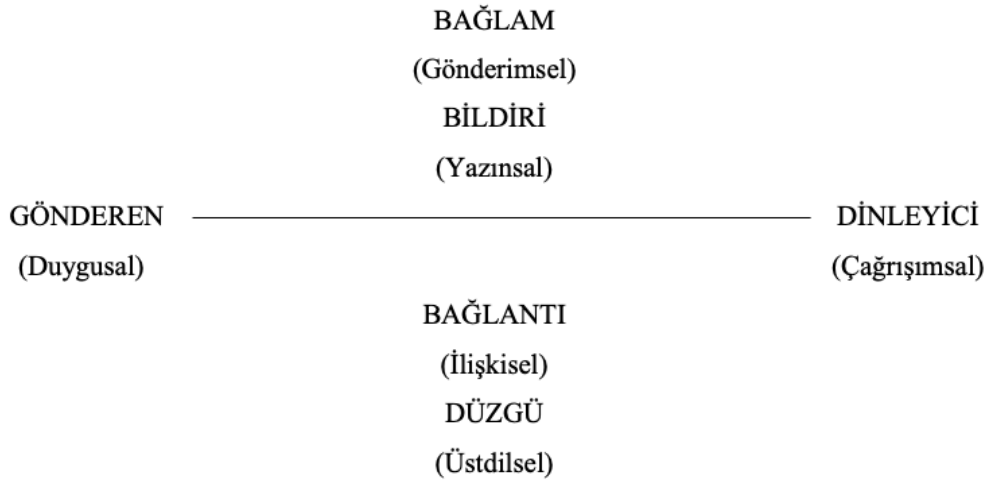 BAĞLAM
(Gönderimsel)
BİLDİRİ
(Yazınsal)
GÖNDEREN DİNLEYİCİ
(Duygusal) (Çağrışımsal)
BAĞLANTI
(İlişkisel)
DÜZGÜ
(Üstdilsel)